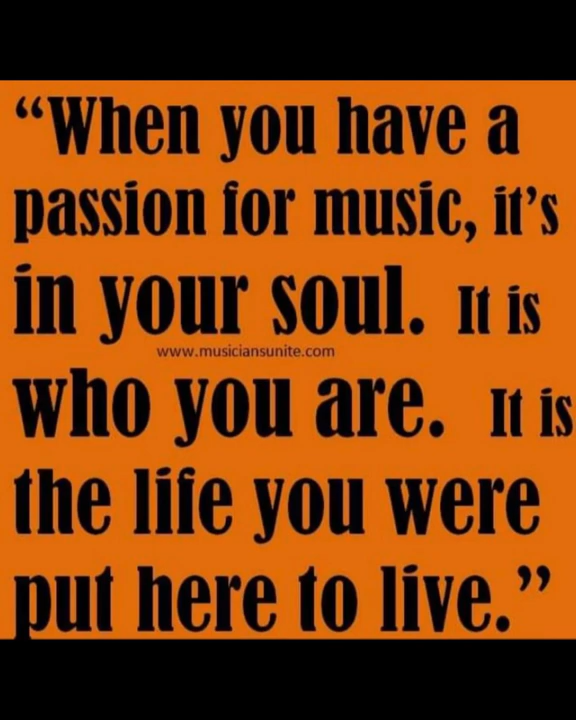 “When you have a
passion for music, it’s
in your soul. It is
www.musiciansunite.com
who you are. It is
the life you were
put here to live.”